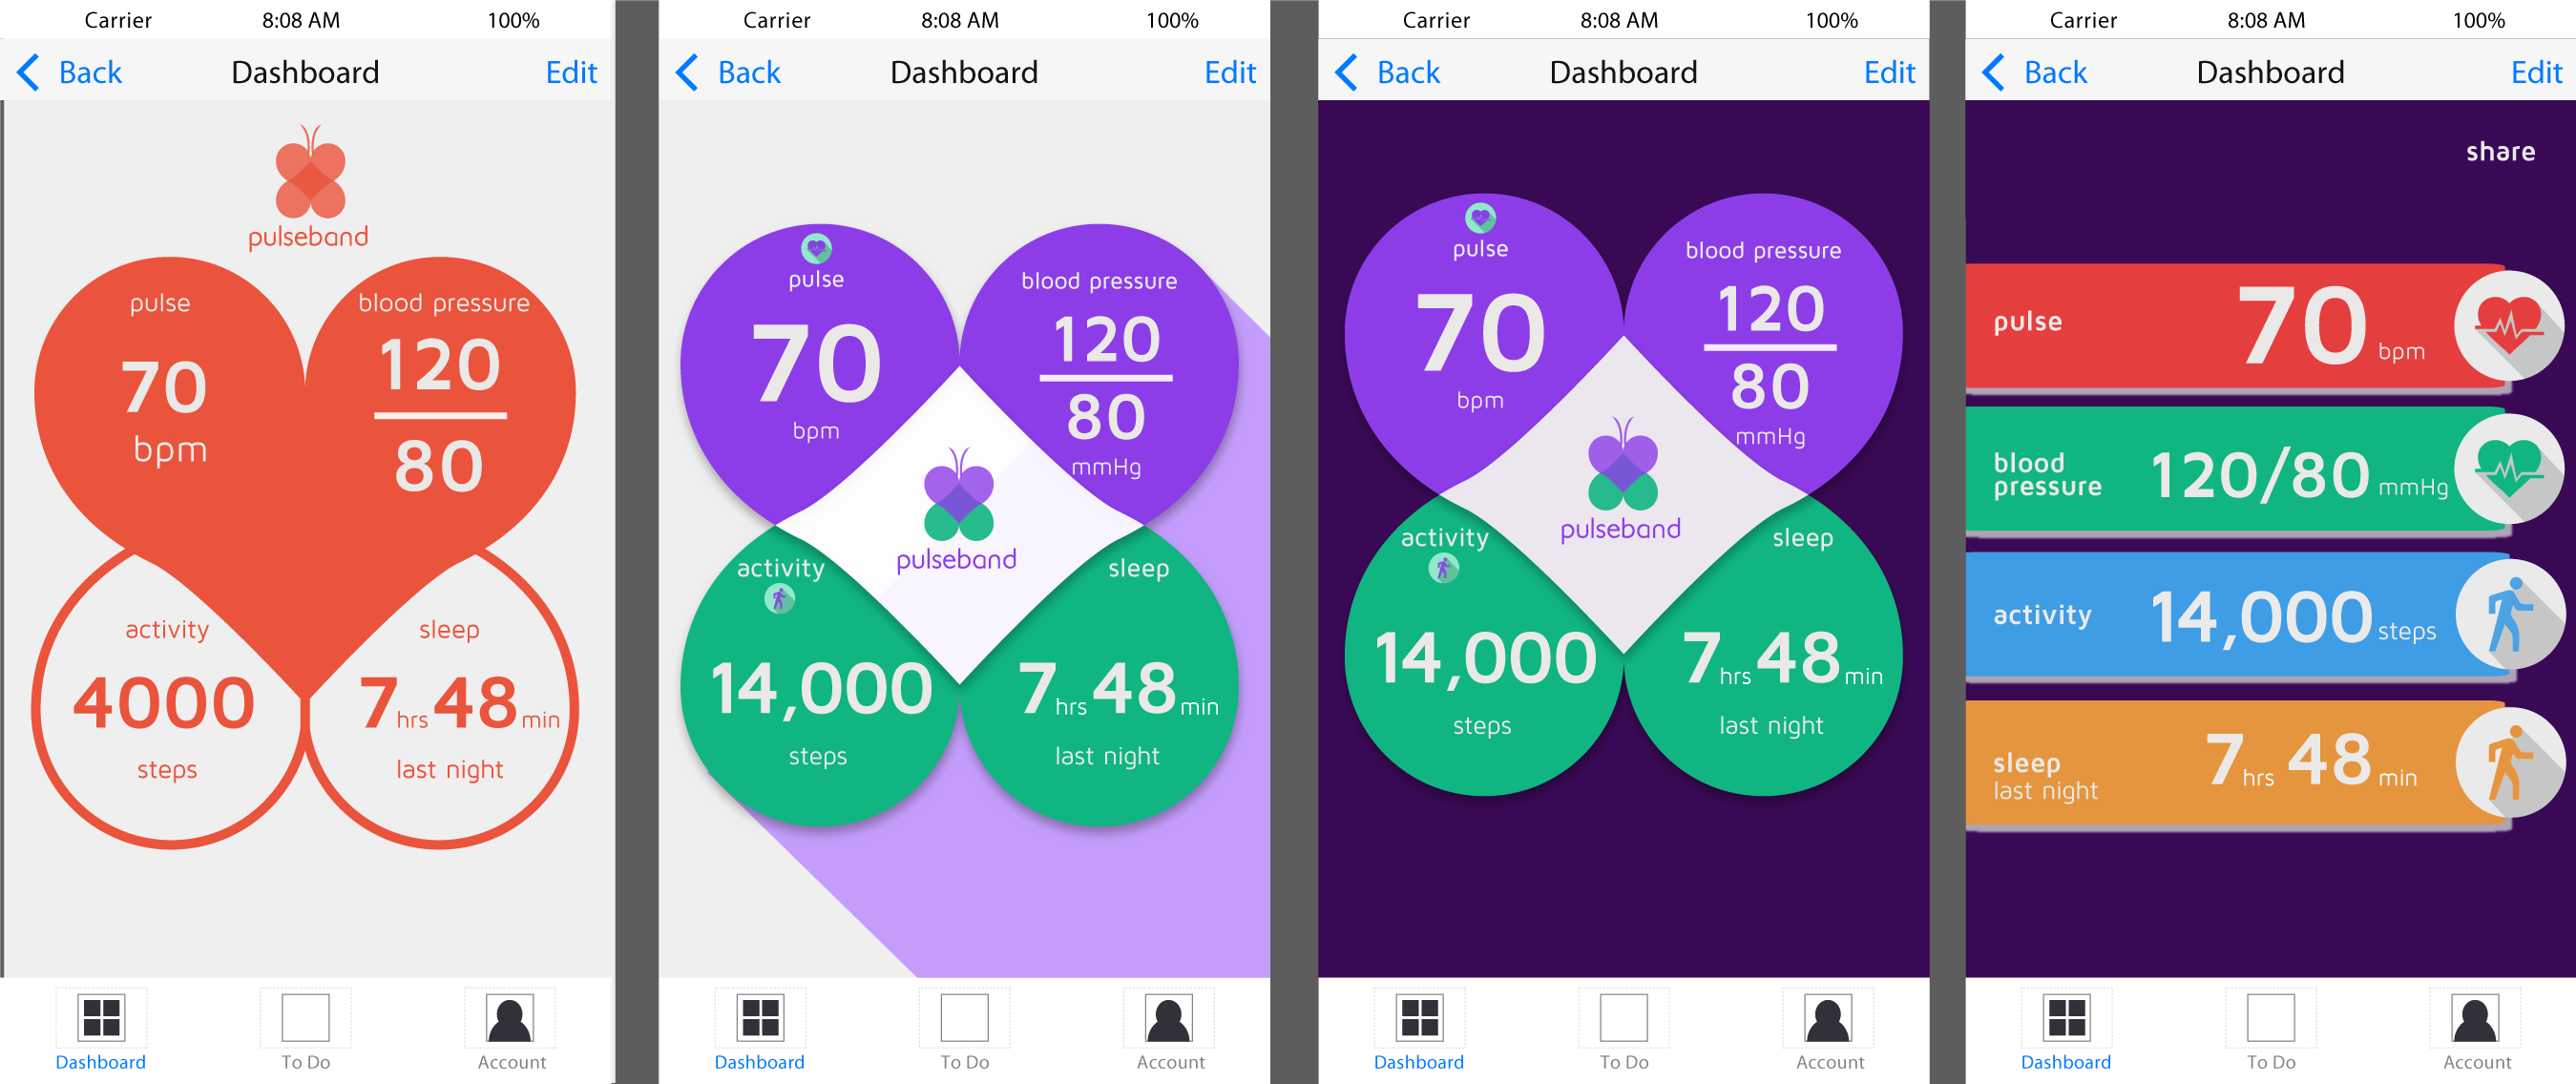 Carrier 8:08 AM 100%
Back Dashboard Edit
pulseband
pulse
70
bpm
blood pressure
120
80
activity
4000
steps
sleep
7 hrs 48 min
last night
Dashboard To Do Account
Carrier 8:08 AM 100%
Back Dashboard Edit
pulse
70
bpm
blood pressure
120
80
mmHg
pulseband
activity
14,000
steps
sleep
7 hrs 48 min
last night
Dashboard To Do Account
Carrier 8:08 AM 100%
Back Dashboard Edit
pulse
70
bpm
blood pressure
120
80
mmHg
pulseband
activity
14,000
steps
sleep
7 hrs 48 min
last night
Dashboard To Do Account
Carrier 8:08 AM 100%
Back Dashboard Edit
share
pulse 70 bpm
blood
pressure
120/80 mmHg
activity 14,000 steps
sleep
last night
7 hrs 48 min
Dashboard To Do Account